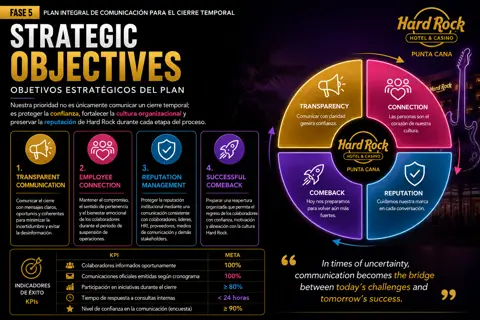 FASE 5
PLAN INTEGRAL DE COMUNICACIÓN PARA EL CIERRE TEMPORAL
STRATEGIC
OBJECTIVES
OBJETIVOS ESTRATÉGICOS DEL PLAN
Nuestra prioridad no es únicamente comunicar un cierre temporal;
es proteger la confianza, fortalecer la cultura organizacional y
preservar la reputación de Hard Rock durante cada etapa del proceso.
Hard Rock
HOTEL & CASINO
PUNTA CANA
1.
TRANSPARENT
COMMUNICATION
Comunicar el cierre
con mensajes claros,
oportunos y coherentes
para minimizar la
incertidumbre y evitar
la desinformación.
2.
EMPLOYEE
CONNECTION
Mantener el compromiso,
el sentido de pertenencia
y el bienestar emocional
de los colaboradores
durante el período de
suspensión de
operaciones.
3.
REPUTATION
MANAGEMENT
Proteger la reputación
institucional mediante una
comunicación consistente
con colaboradores, líderes,
HRI, proveedores, medios
de comunicación y demás
stakeholders.
4.
SUCCESSFUL
COMEBACK
Preparar una reapertura
organizada que permita el
regreso de los colaboradores
con confianza, motivación
y alineación con la cultura
Hard Rock.
TRANSPARENCY
Comunicar con claridad
genera confianza.
CONNECTION
Las personas son el
corazón de nuestra
cultura.
Hard Rock
HOTEL & CASINO
PUNTA CANA
COMEBACK
Hoy nos preparamos
para volver aún más
fuertes.
REPUTATION
Cuidamos nuestra marca
en cada conversación.
INDICADORES
DE ÉXITO
KPIs
KPI META
Colaboradores informados oportunamente 100%
Comunicaciones oficiales emitidas según cronograma 100%
Participación en iniciativas durante el cierre ≥ 80%
Tiempo de respuesta a consultas internas < 24 horas
Nivel de confianza en la comunicación (encuesta) ≥ 90%
“ In times of uncertainty,
communication becomes the bridge
between today's challenges and
tomorrow's success. ”